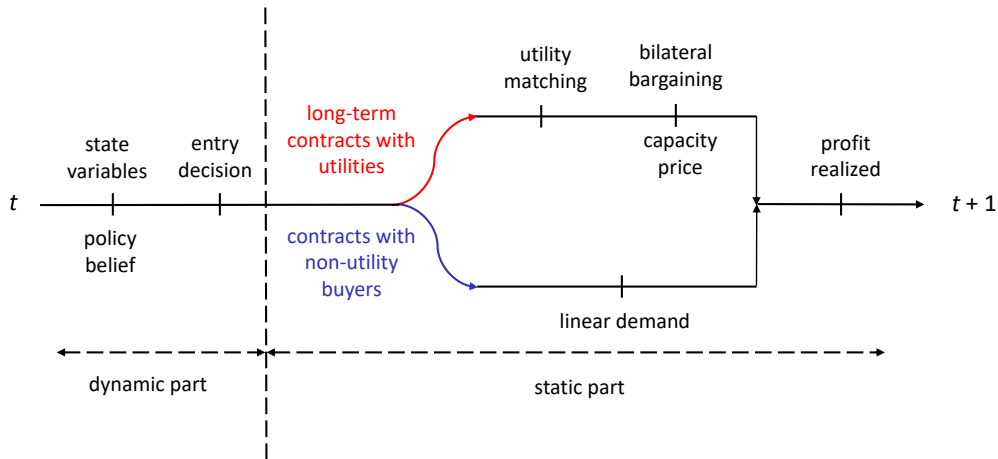 t
state
variables
policy
belief
entry
decision
long-term
contracts with
utilities
contracts with
non-utility
buyers
utility
matching
bilateral
bargaining
capacity
price
linear demand
profit
realized
t + 1
dynamic part
static part